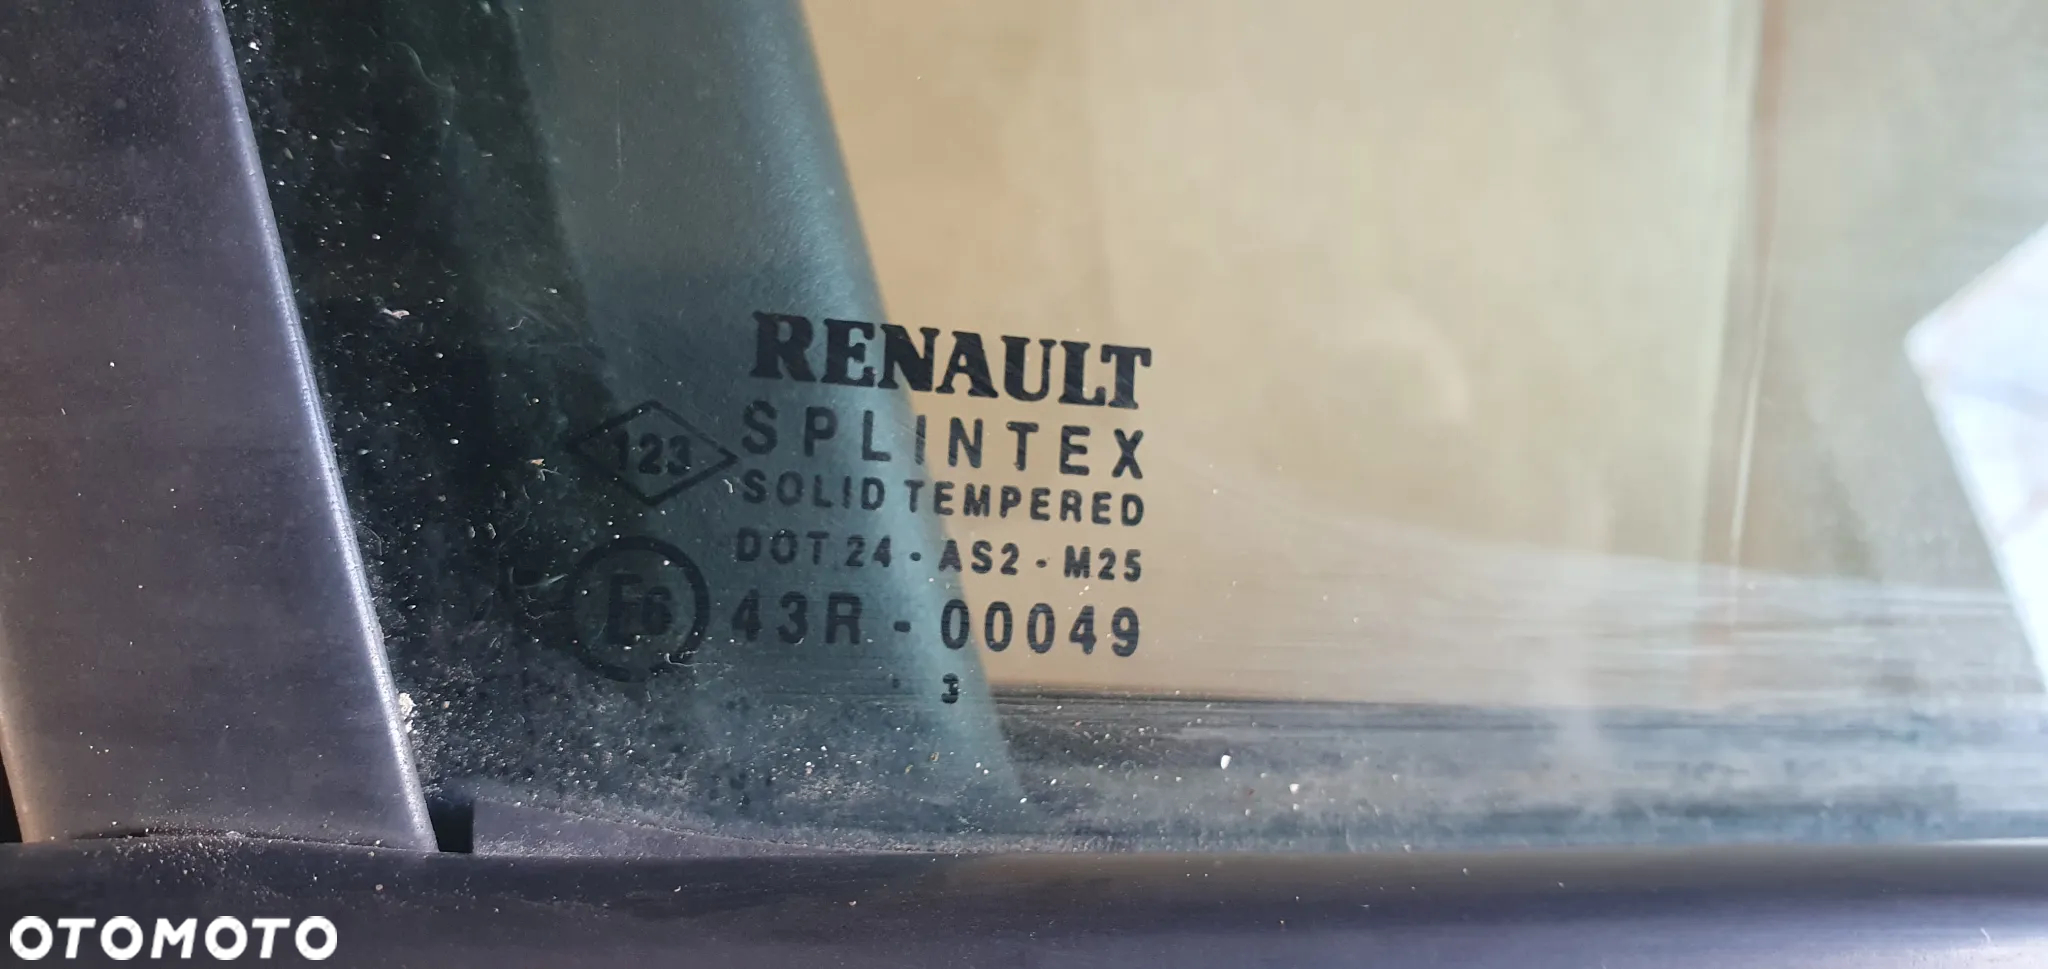 RENAULT
123
SPLINTEX
SOLID TEMPERED
DOT 24 - AS2 - M25
E6
43R - 00049
3
OTOMOTO